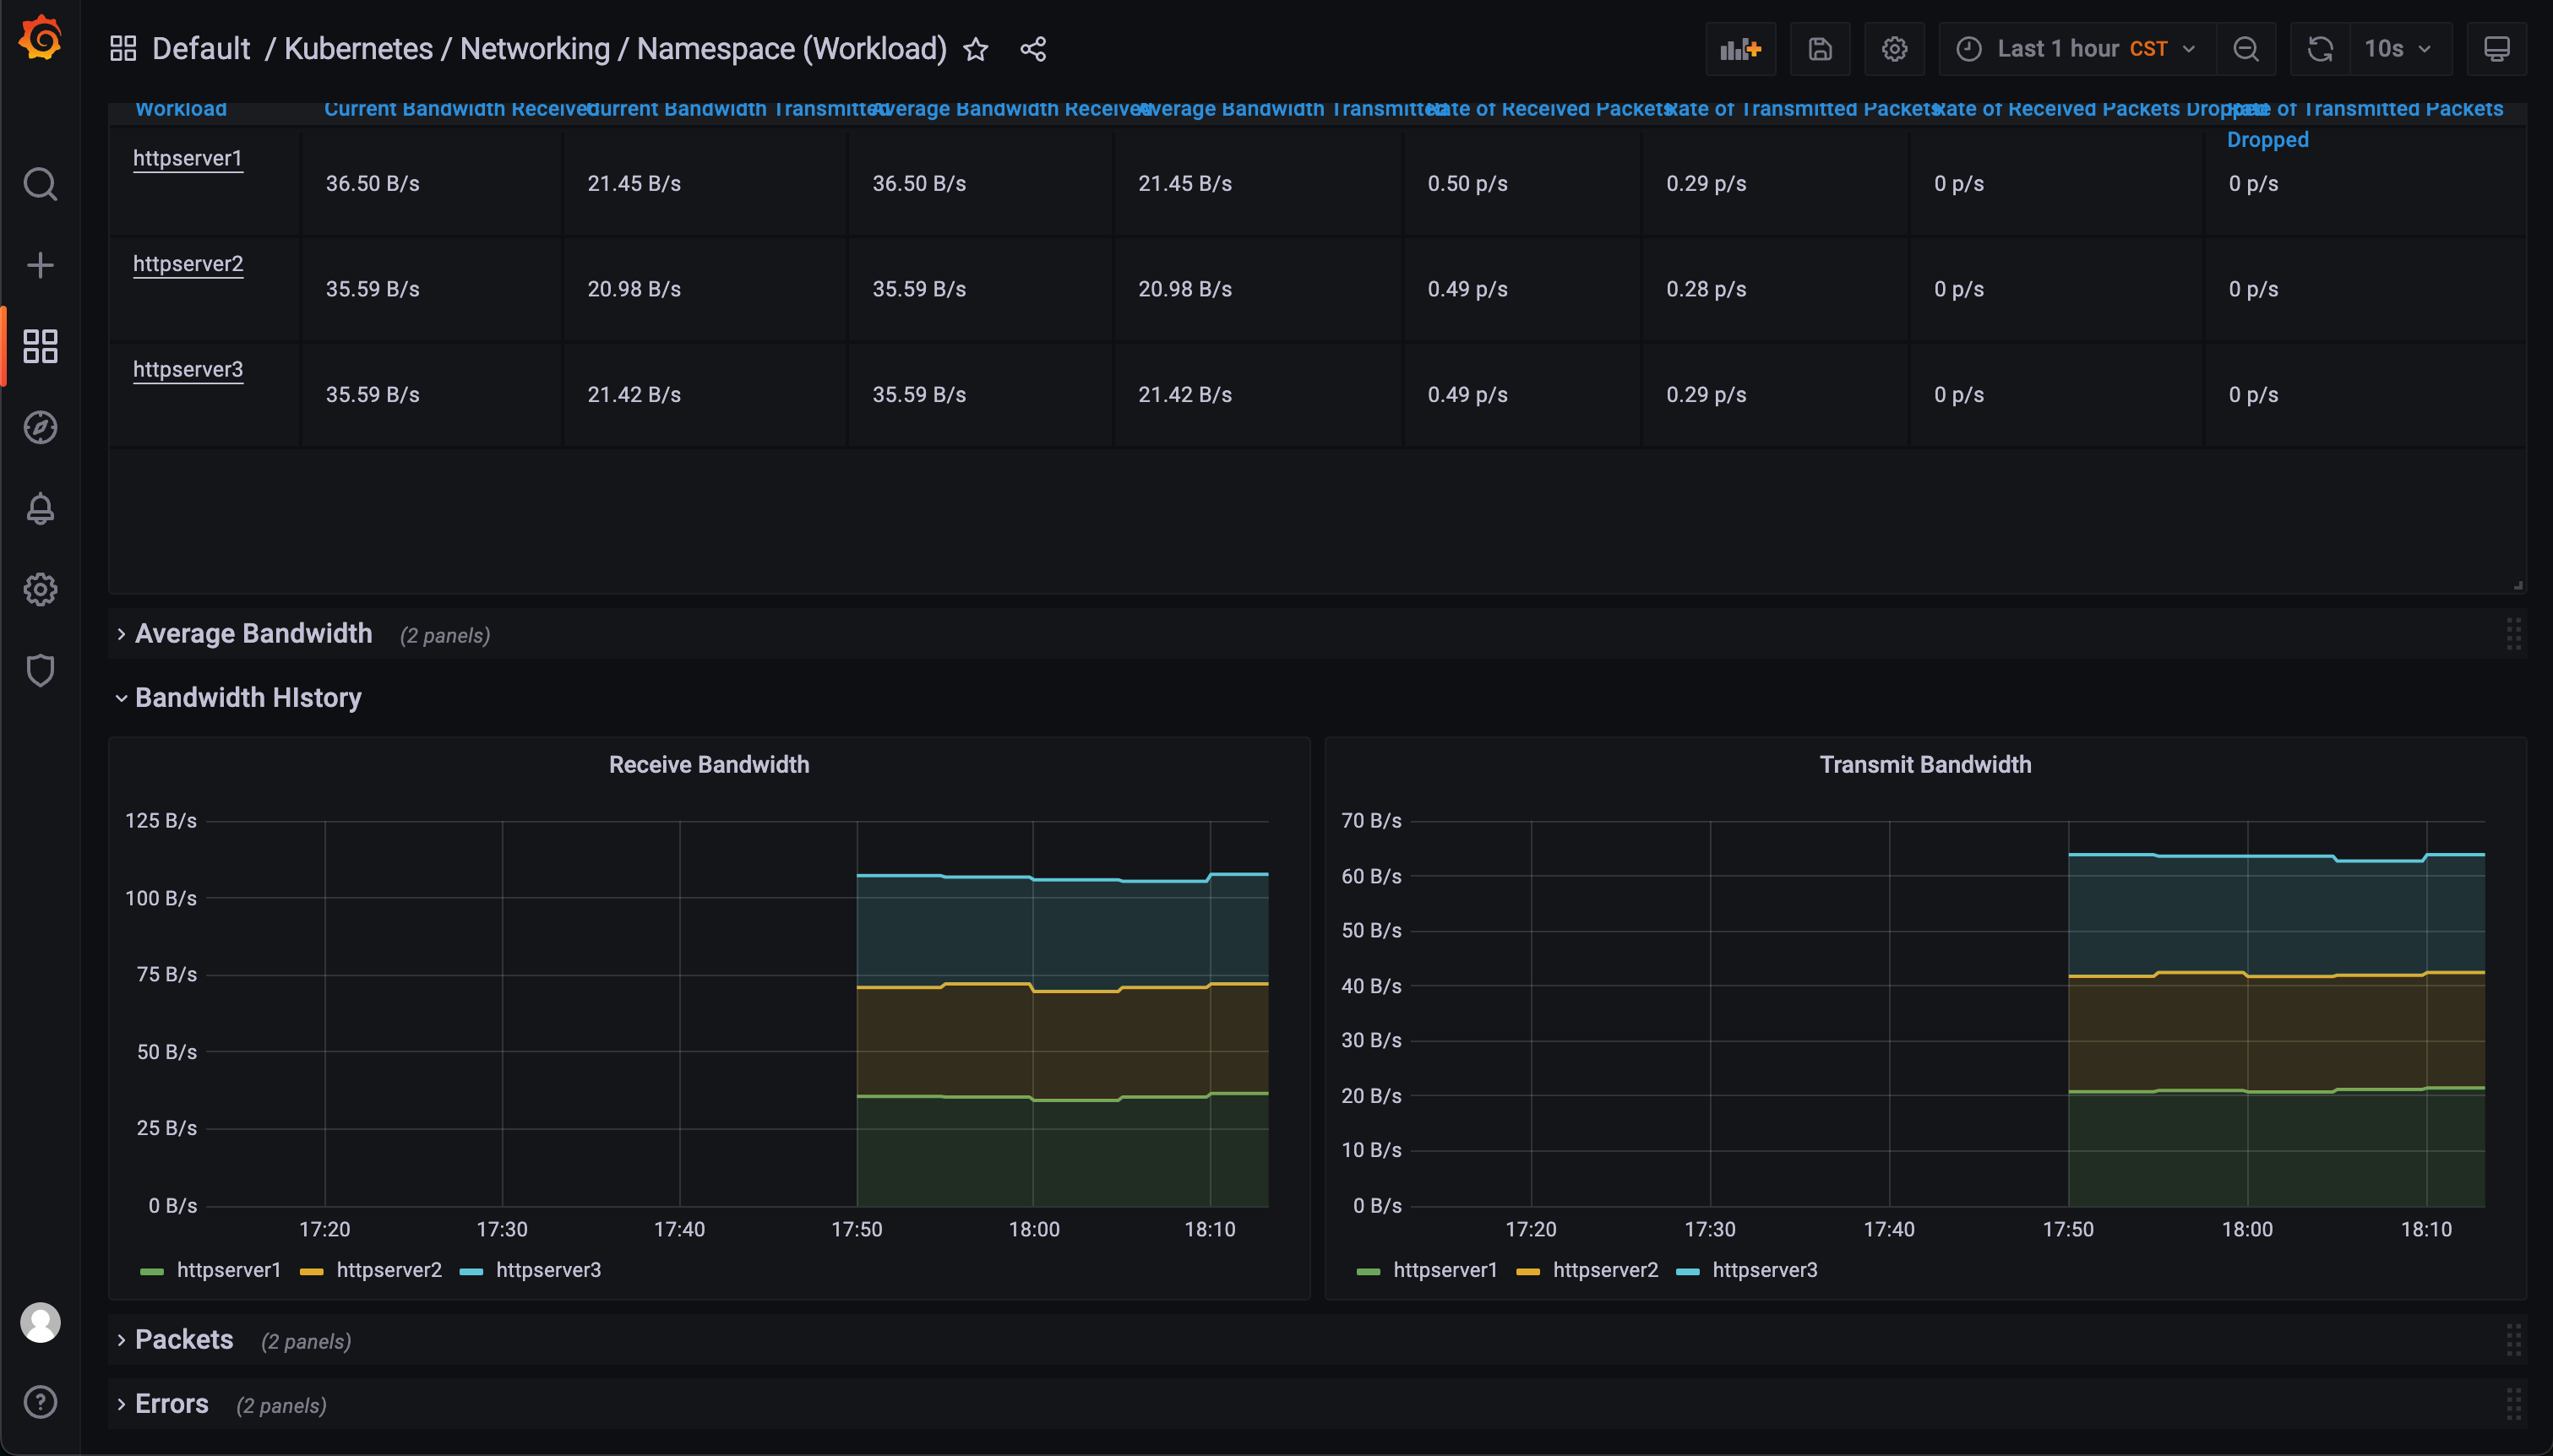 Default / Kubernetes / Networking / Namespace (Workload)
Last 1 hour CST
10s
Workload Current Bandwidth Received Current Bandwidth Transmitted Average Bandwidth Received Average Bandwidth Transmitted Rate of Received Packets Rate of Transmitted Packets Rate of Received Packets Dropped Rate of Transmitted Packets
Dropped
httpserver1 36.50 B/s 21.45 B/s 36.50 B/s 21.45 B/s 0.50 p/s 0.29 p/s 0 p/s 0 p/s
httpserver2 35.59 B/s 20.98 B/s 35.59 B/s 20.98 B/s 0.49 p/s 0.28 p/s 0 p/s 0 p/s
httpserver3 35.59 B/s 21.42 B/s 35.59 B/s 21.42 B/s 0.49 p/s 0.29 p/s 0 p/s 0 p/s
Average Bandwidth (2 panels)
Bandwidth HIstory
Receive Bandwidth
125 B/s
100 B/s
75 B/s
50 B/s
25 B/s
0 B/s
17:20 17:30 17:40 17:50 18:00 18:10
httpserver1 httpserver2 httpserver3
Transmit Bandwidth
70 B/s
60 B/s
50 B/s
40 B/s
30 B/s
20 B/s
10 B/s
0 B/s
17:20 17:30 17:40 17:50 18:00 18:10
httpserver1 httpserver2 httpserver3
Packets (2 panels)
Errors (2 panels)